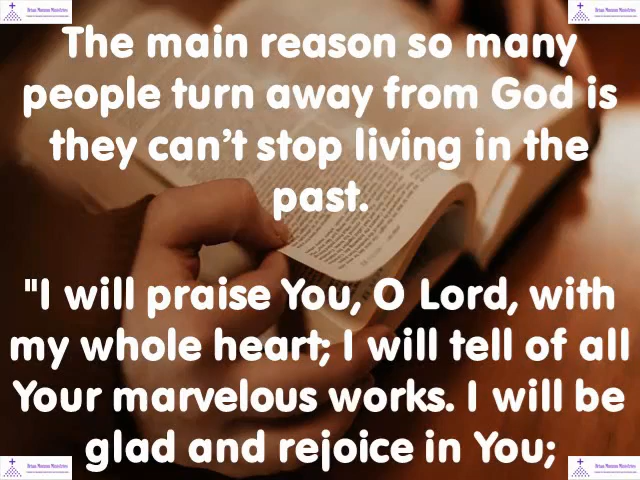 The main reason so many
people turn away from God is
they can’t stop living in the
past.
"I will praise You, O Lord, with
my whole heart; I will tell of all
Your marvelous works. I will be
glad and rejoice in You;